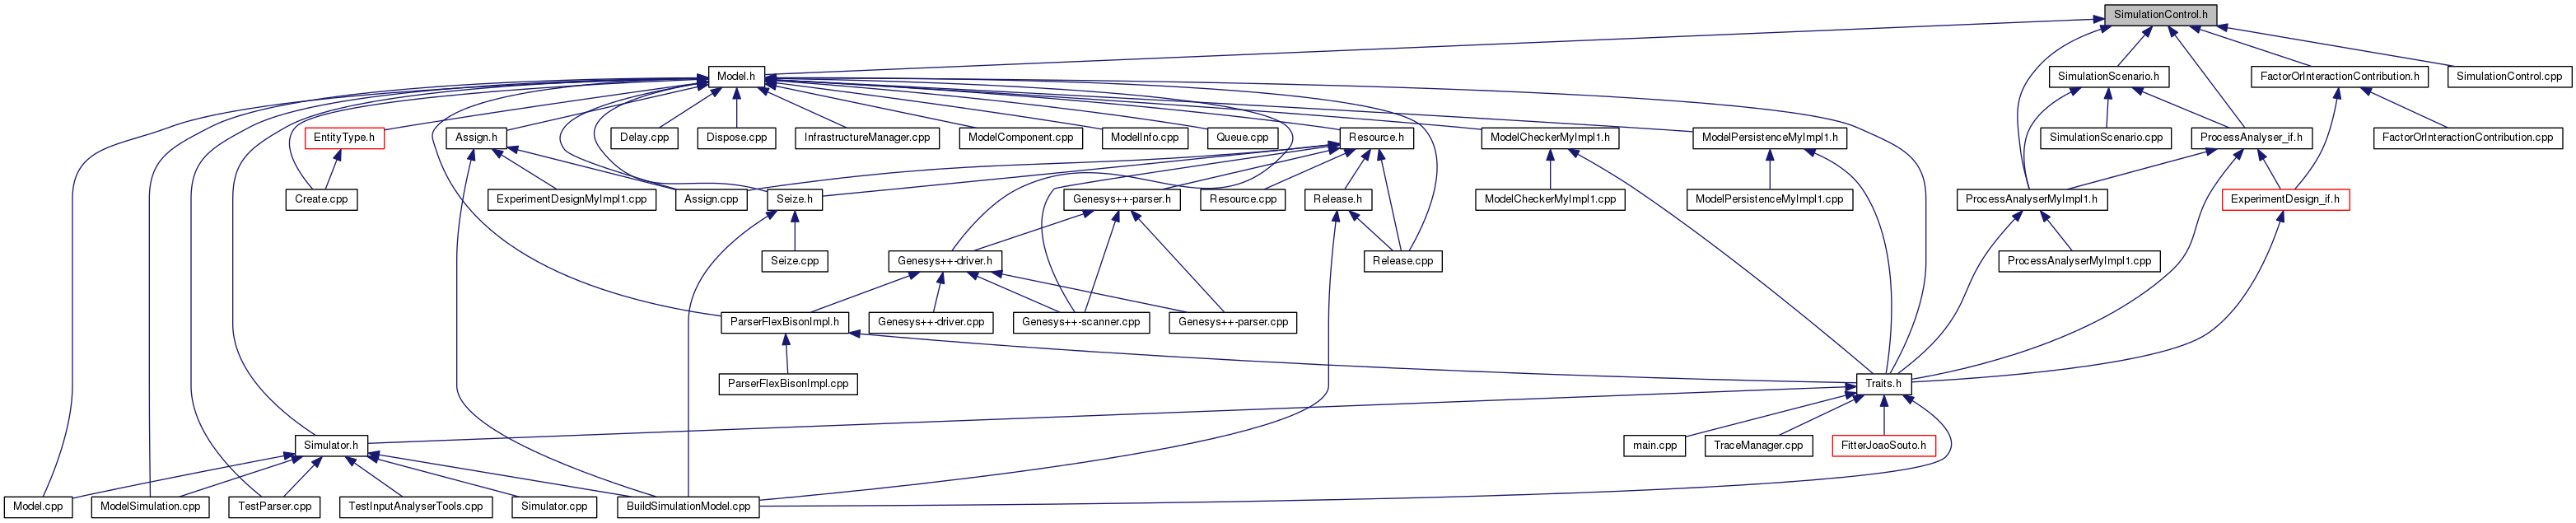 SimulationControl.h
Model.h
SimulationScenario.h
FactorOrInteractionContribution.h
SimulationControl.cpp
EntityType.h
Assign.h
Delay.cpp
Dispose.cpp
InfrastructureManager.cpp
ModelComponent.cpp
ModelInfo.cpp
Queue.cpp
Resource.h
ModelCheckerMyImpl1.h
ModelPersistenceMyImpl1.h
SimulationScenario.cpp
ProcessAnalyser_if.h
FactorOrInteractionContribution.cpp
Create.cpp
ExperimentDesignMyImpl1.cpp
Assign.cpp
Seize.h
Genesys++-parser.h
Resource.cpp
Release.h
ModelCheckerMyImpl1.cpp
ModelPersistenceMyImpl1.cpp
ProcessAnalyserMyImpl1.h
ExperimentDesign_if.h
Seize.cpp
Genesys++-driver.h
Release.cpp
ProcessAnalyserMyImpl1.cpp
ParserFlexBisonImpl.h
Genesys++-driver.cpp
Genesys++-scanner.cpp
Genesys++-parser.cpp
ParserFlexBisonImpl.cpp
Traits.h
Simulator.h
main.cpp
TraceManager.cpp
FitterJoaoSouto.h
Model.cpp
ModelSimulation.cpp
TestParser.cpp
TestInputAnalyserTools.cpp
Simulator.cpp
BuildSimulationModel.cpp